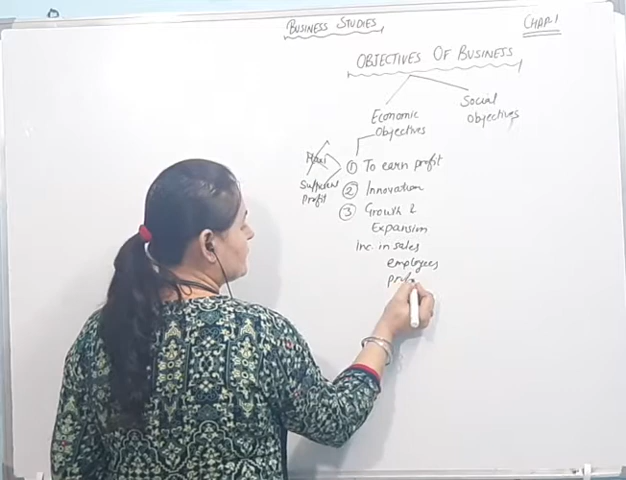 BUSINESS STUDIES
CHAP. 1
OBJECTIVES OF BUSINESS
Economic Objectives
Social Objectives
① To earn profit
Max
Sufficient profit
② Innovation
③ Growth &
Expansion
inc. in sales
employees